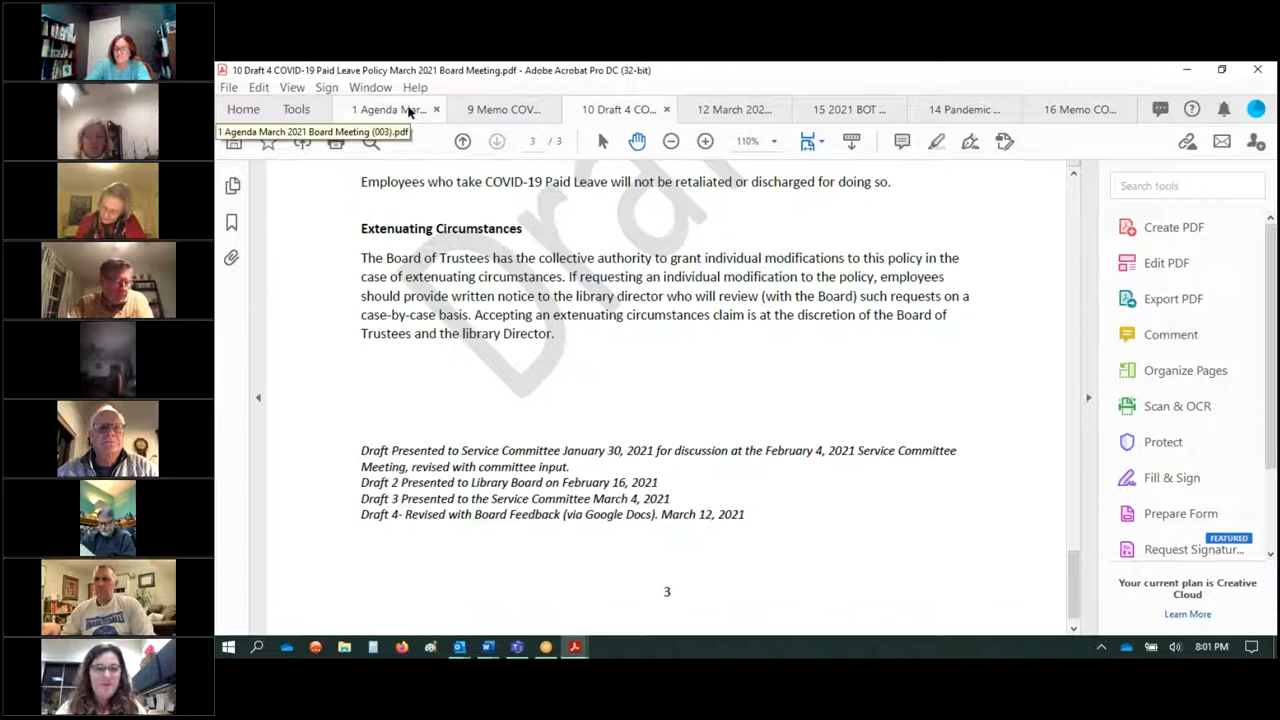 10 Draft 4 COVID-19 Paid Leave Policy March 2021 Board Meeting.pdf - Adobe Acrobat Pro DC (32-bit)
File Edit View Sign Window Help
Home Tools 1 Agenda Mar... 9 Memo COV... 10 Draft 4 CO... 12 March 202... 15 2021 BOT ... 14 Pandemic ... 16 Memo CO...
1 Agenda March 2021 Board Meeting (003).pdf
3 / 3 110%
Draft
Employees who take COVID-19 Paid Leave will not be retaliated or discharged for doing so.
Extenuating Circumstances
The Board of Trustees has the collective authority to grant individual modifications to this policy in the
case of extenuating circumstances. If requesting an individual modification to the policy, employees
should provide written notice to the library director who will review (with the Board) such requests on a
case-by-case basis. Accepting an extenuating circumstances claim is at the discretion of the Board of
Trustees and the library Director.
Draft Presented to Service Committee January 30, 2021 for discussion at the February 4, 2021 Service Committee
Meeting, revised with committee input.
Draft 2 Presented to Library Board on February 16, 2021
Draft 3 Presented to the Service Committee March 4, 2021
Draft 4- Revised with Board Feedback (via Google Docs). March 12, 2021
3
Search tools
Create PDF
Edit PDF
Export PDF
Comment
Organize Pages
Scan & OCR
Protect
Fill & Sign
Prepare Form
FEATURED
Request Signatur...
Your current plan is Creative
Cloud
Learn More
8:01 PM